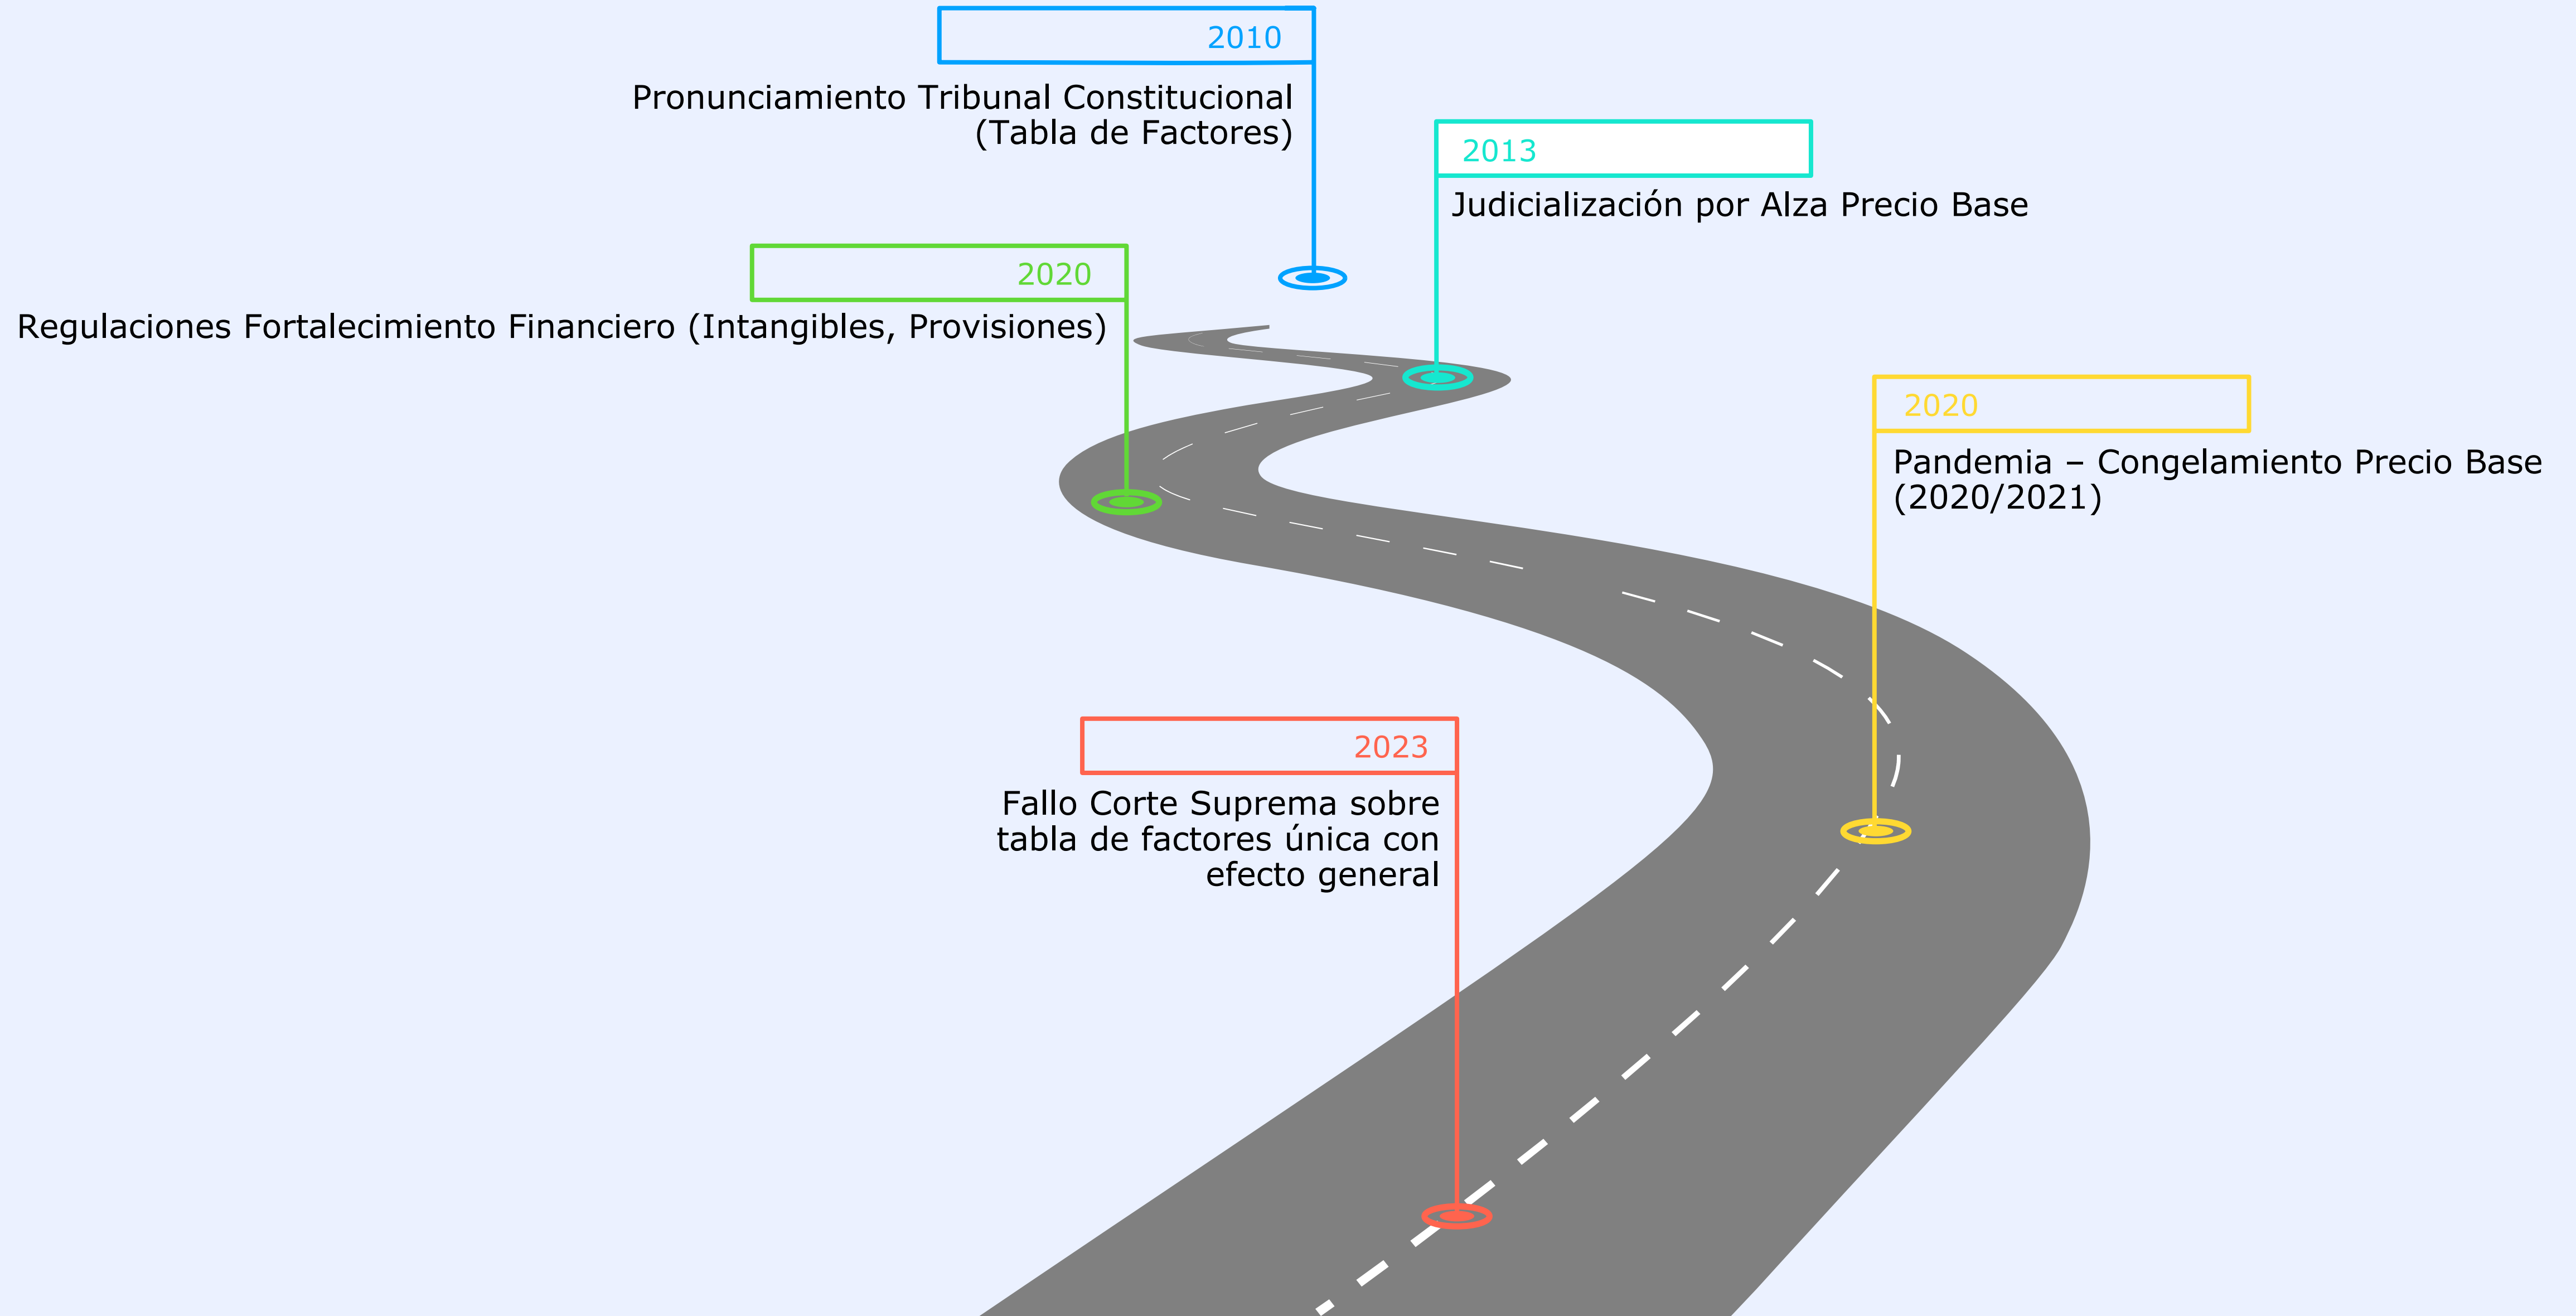 2010
Pronunciamiento Tribunal Constitucional
(Tabla de Factores)
2013
Judicialización por Alza Precio Base
2020
Regulaciones Fortalecimiento Financiero (Intangibles, Provisiones)
2020
Pandemia – Congelamiento Precio Base
(2020/2021)
2023
Fallo Corte Suprema sobre
tabla de factores única con
efecto general